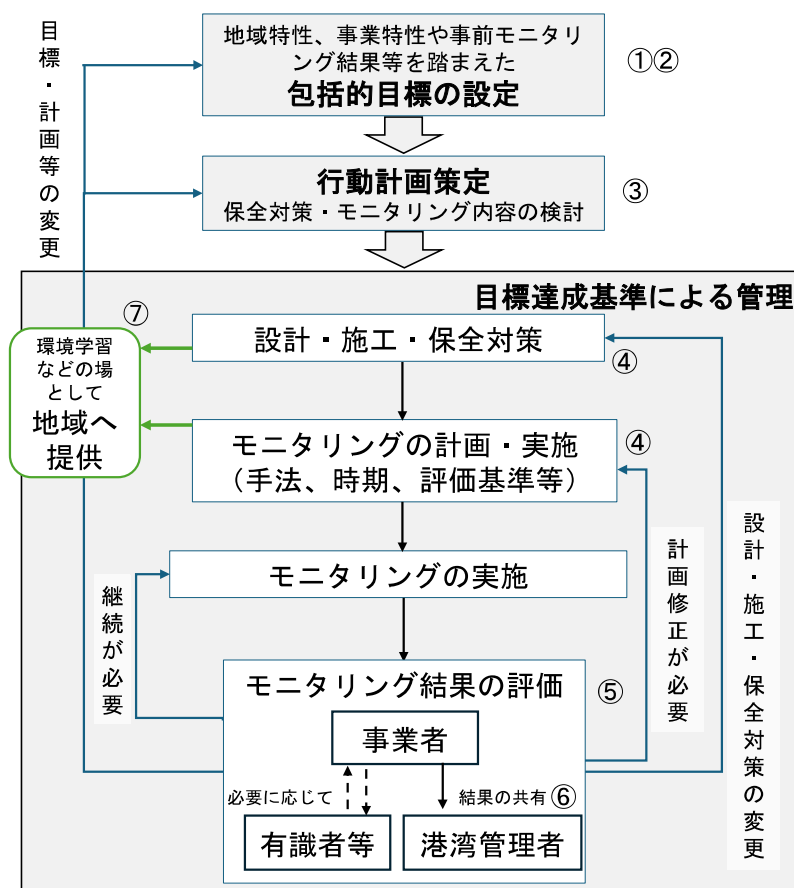 地域特性、事業特性や事前モニタリ
ング結果等を踏まえた
包括的目標の設定
①②
目標・計画等の変更
行動計画策定
保全対策・モニタリング内容の検討
③
目標達成基準による管理
⑦
設計・施工・保全対策
④
環境学習
などの場
として
地域へ
提供
モニタリングの計画・実施
（手法、時期、評価基準等）
④
モニタリングの実施
継続が必要
計画修正が必要
設計・施工・保全対策の変更
モニタリング結果の評価
⑤
事業者
必要に応じて
結果の共有⑥
有識者等
港湾管理者